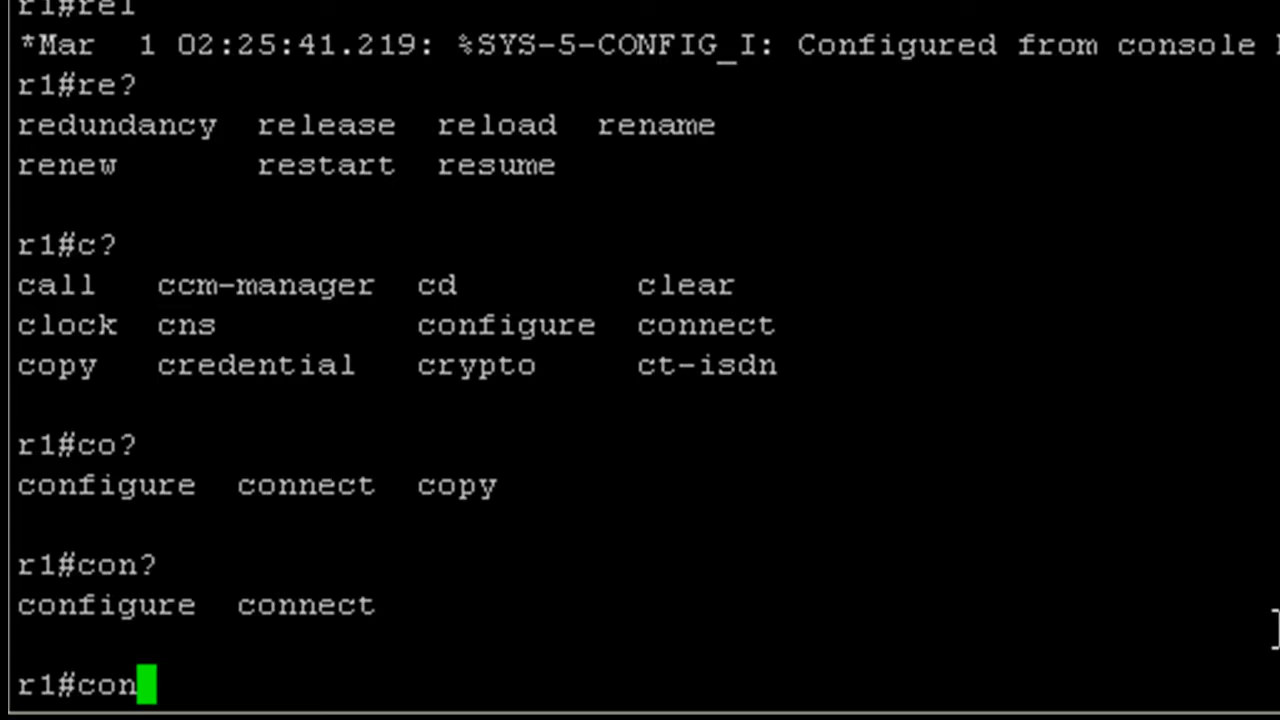 r1#rel
*Mar  1 02:25:41.219: %SYS-5-CONFIG_I: Configured from console
r1#re?
redundancy  release  reload  rename
renew       restart  resume
r1#c?
call   ccm-manager  cd         clear
clock  cns          configure  connect
copy   credential   crypto     ct-isdn
r1#co?
configure  connect  copy
r1#con?
configure  connect
r1#con